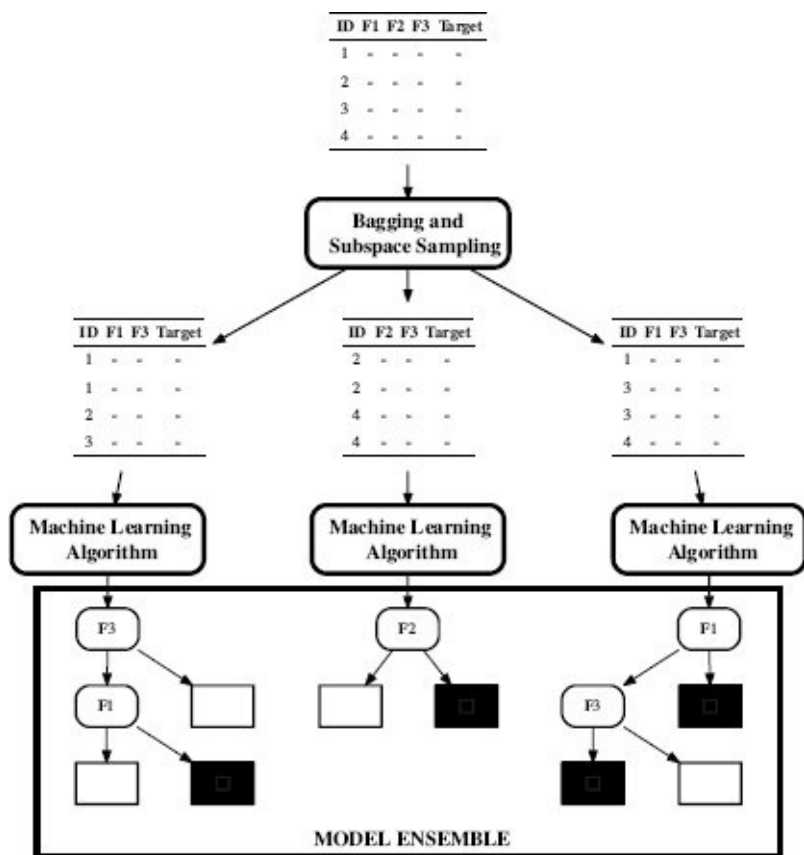 ID F1 F2 F3 Target
1 - - - -
2 - - - -
3 - - - -
4 - - - -
Bagging and
Subspace Sampling
ID F1 F3 Target
1 - - -
1 - - -
2 - - -
3 - - -
ID F2 F3 Target
2 - - -
2 - - -
4 - - -
4 - - -
ID F1 F3 Target
1 - - -
3 - - -
3 - - -
4 - - -
Machine Learning
Algorithm
Machine Learning
Algorithm
Machine Learning
Algorithm
F3
F2
F1
F1
F3
MODEL ENSEMBLE